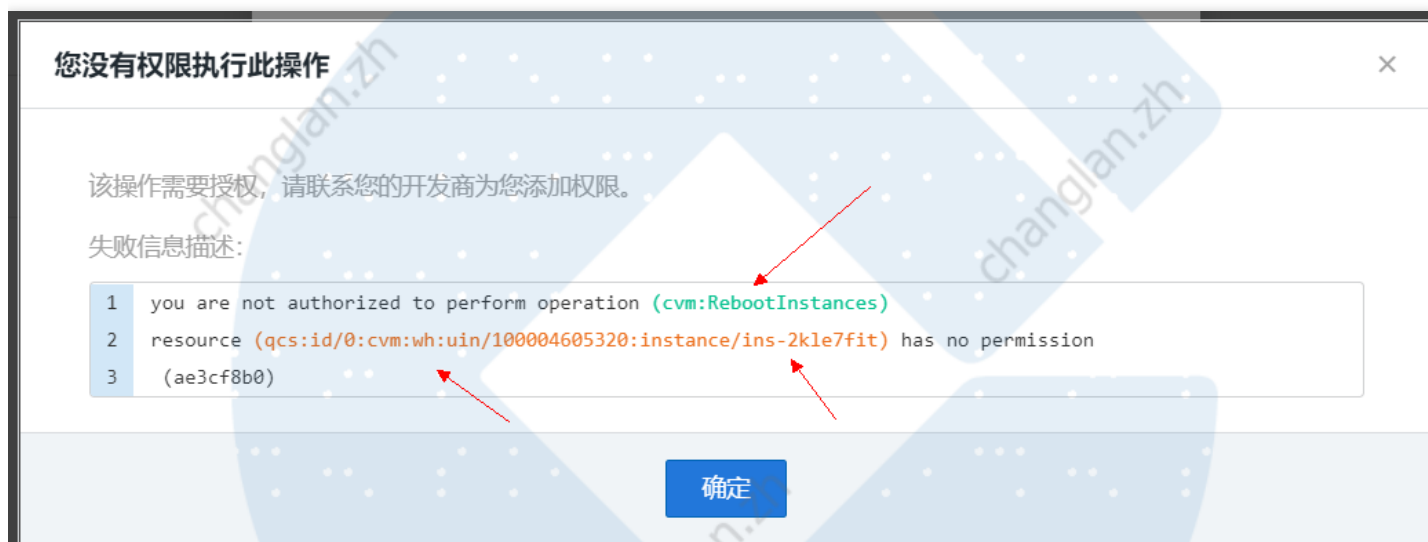 您没有权限执行此操作
×
该操作需要授权，请联系您的开发商为您添加权限。
失败信息描述：
1 you are not authorized to perform operation (cvm:RebootInstances)
2 resource (qcs:id/0:cvm:wh:uin/100004605320:instance/ins-2kle7fit) has no permission
3 (ae3cf8b0)
确定
changlan.zh
changlan.zh